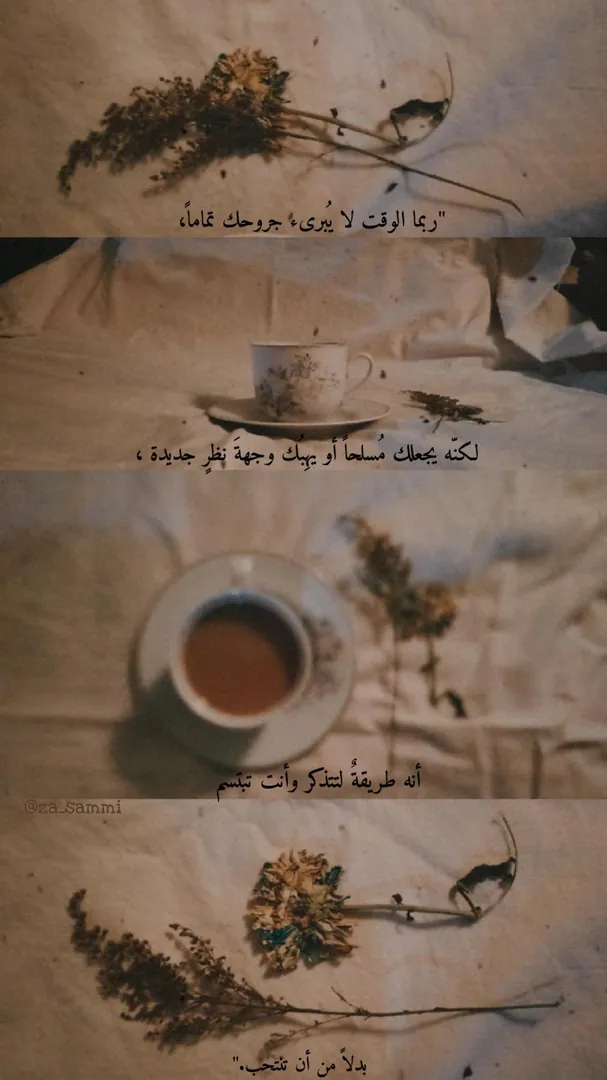 "ربما الوقت لا يُبرىء جروحك تماماً،
لكنّه يجعلك مُسلحاً أو يهِبُك وجهةَ نظرٍ جديدة ،
أنه طريقةٌ لتتذكر وأنت تبتسم
@za_sammi
بدلاً من أن تنتحب."